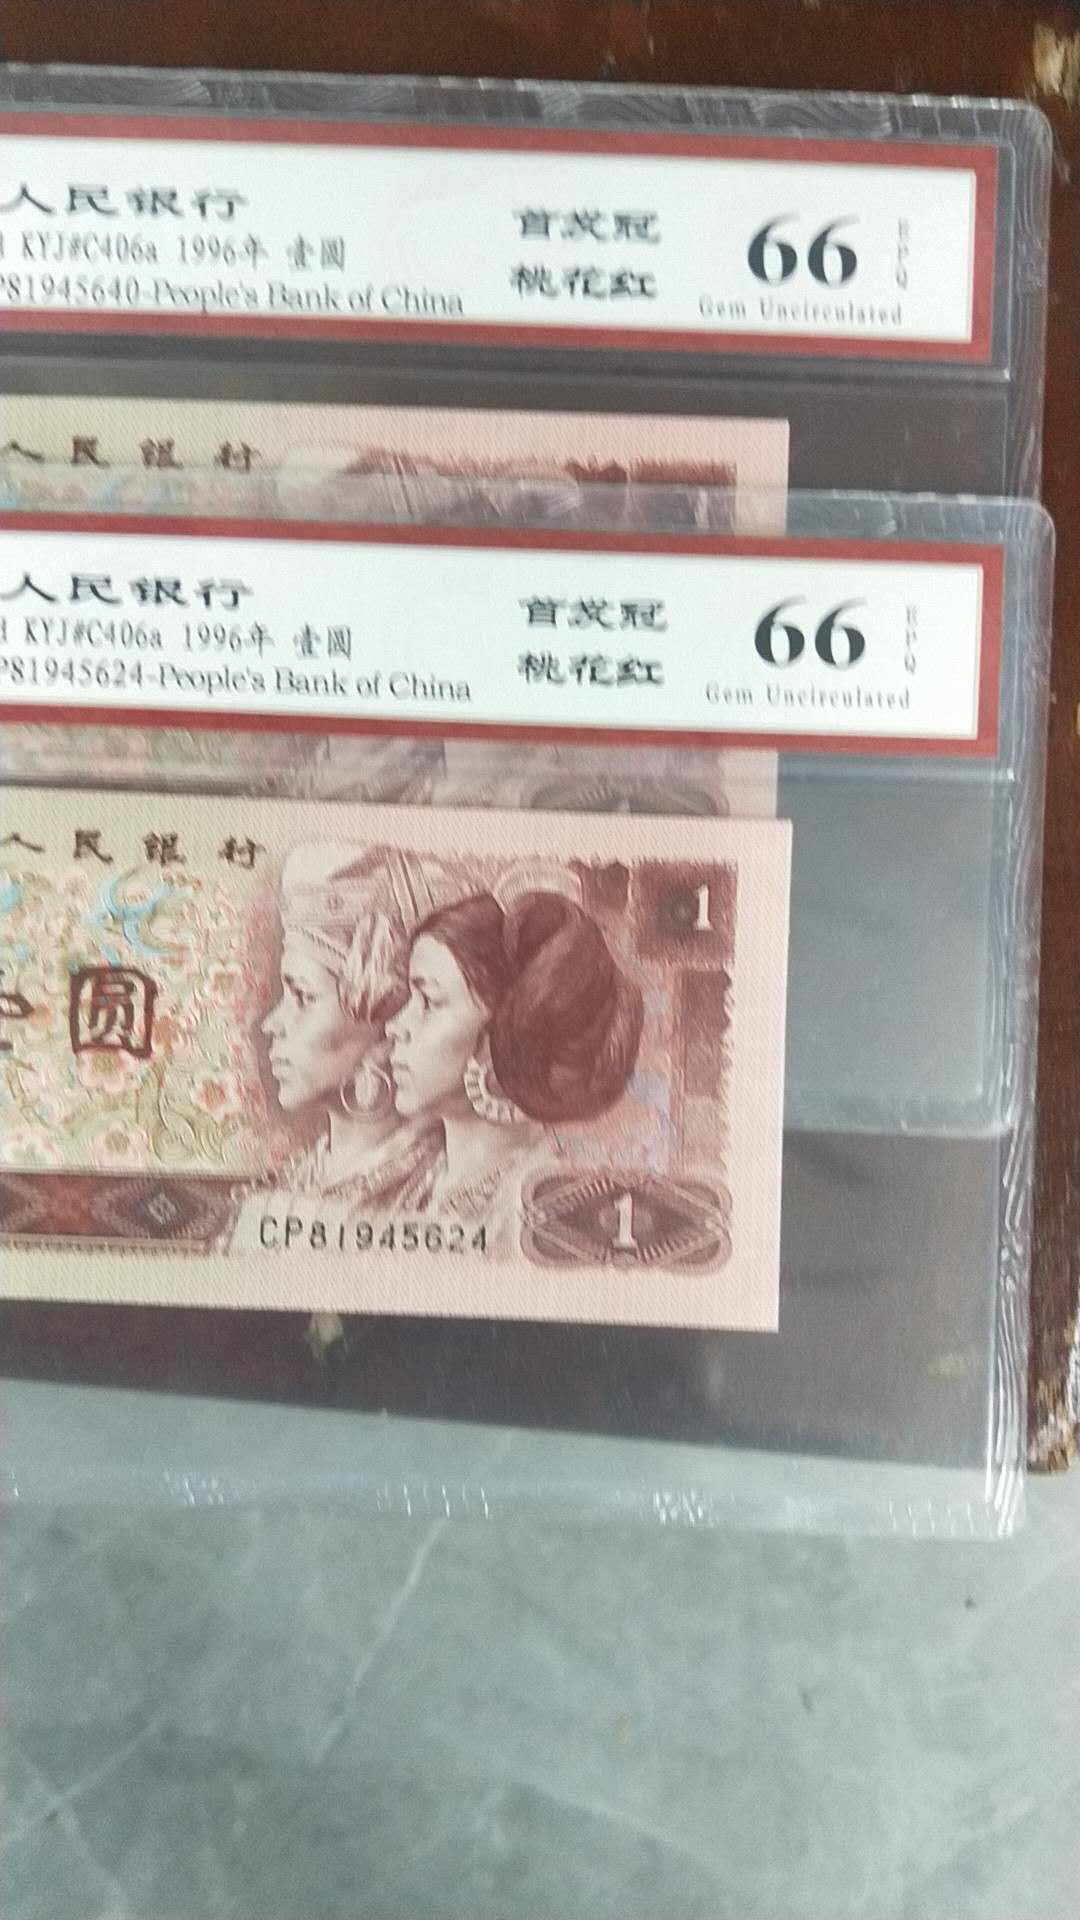 人民银行
KYJ#C406a 1996年 壹圆
P81945640-People's Bank of China
首发冠
桃花红
66
EPQ
Gem Uncirculated
人民銀行
人民银行
KYJ#C406a 1996年 壹圆
P81945624-People's Bank of China
首发冠
桃花红
66
EPQ
Gem Uncirculated
人民銀行
1
圆
CP81945624
1